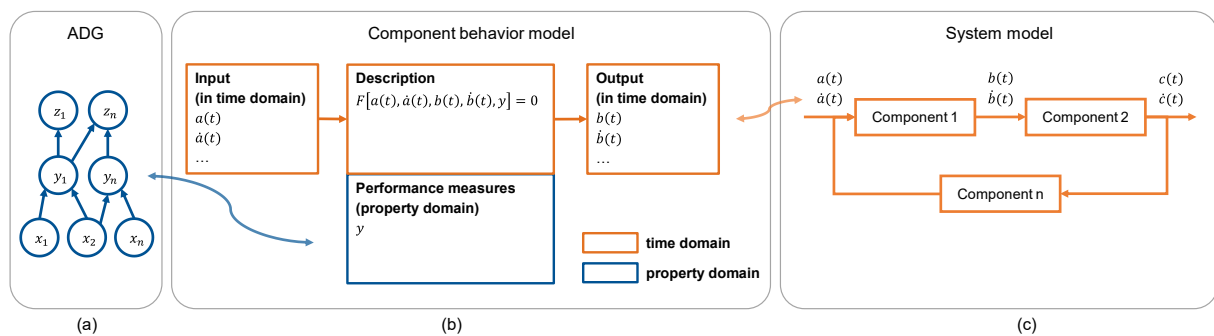 ADG
z₁ zₙ
y₁ yₙ
x₁ x₂ xₙ
(a)
Component behavior model
Input
(in time domain)
a(t)
ȧ(t)
…
Description
F[a(t), ȧ(t), b(t), ḃ(t), y] = 0
Output
(in time domain)
b(t)
ḃ(t)
…
Performance measures
(property domain)
y
time domain
property domain
(b)
System model
a(t)
ȧ(t)
Component 1
b(t)
ḃ(t)
Component 2
c(t)
ċ(t)
Component n
(c)